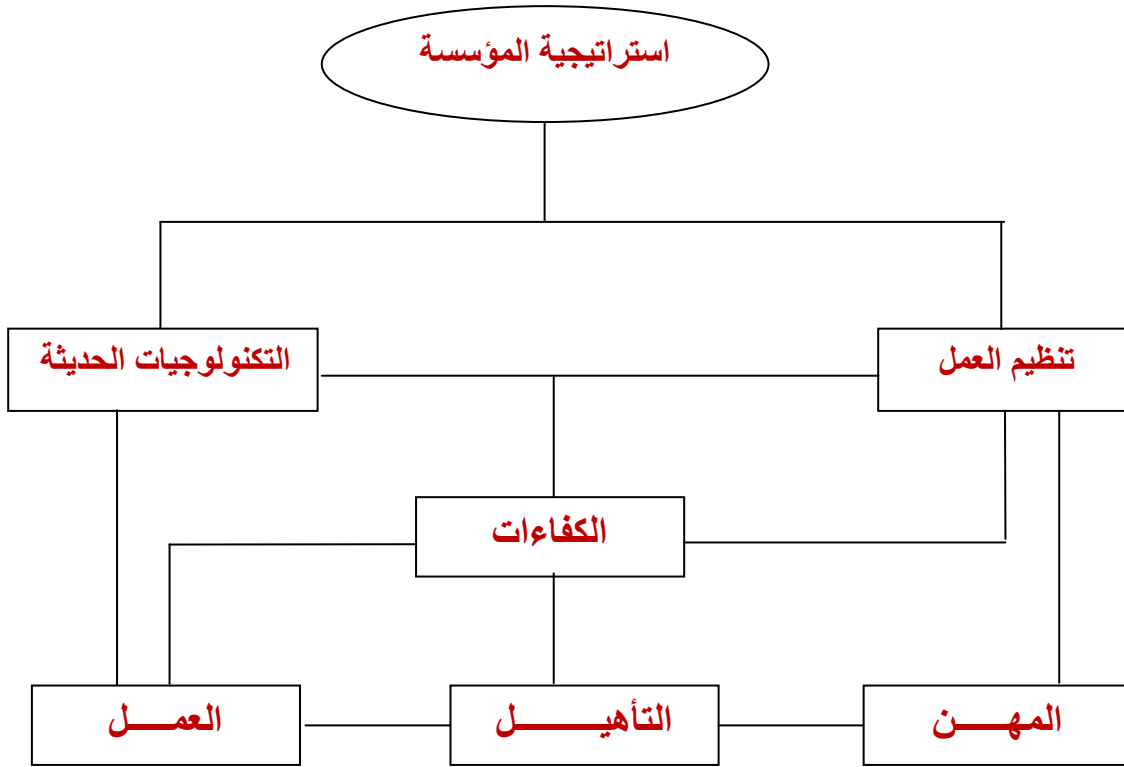 استراتيجية المؤسسة
تنظيم العمل
التكنولوجيات الحديثة
الكفاءات
المهـــن
التأهيـــــل
العمـــل